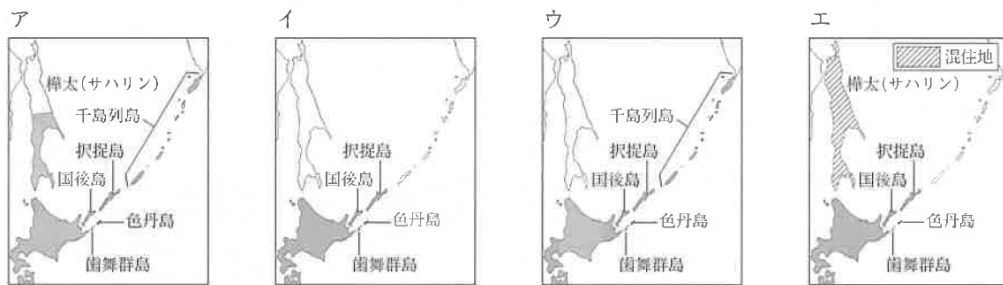 ア
イ
ウ
エ
樺太(サハリン)
千島列島
択捉島
国後島
色丹島
歯舞群島
択捉島
国後島
色丹島
歯舞群島
千島列島
択捉島
国後島
色丹島
歯舞群島
混住地
樺太(サハリン)
択捉島
国後島
色丹島
歯舞群島